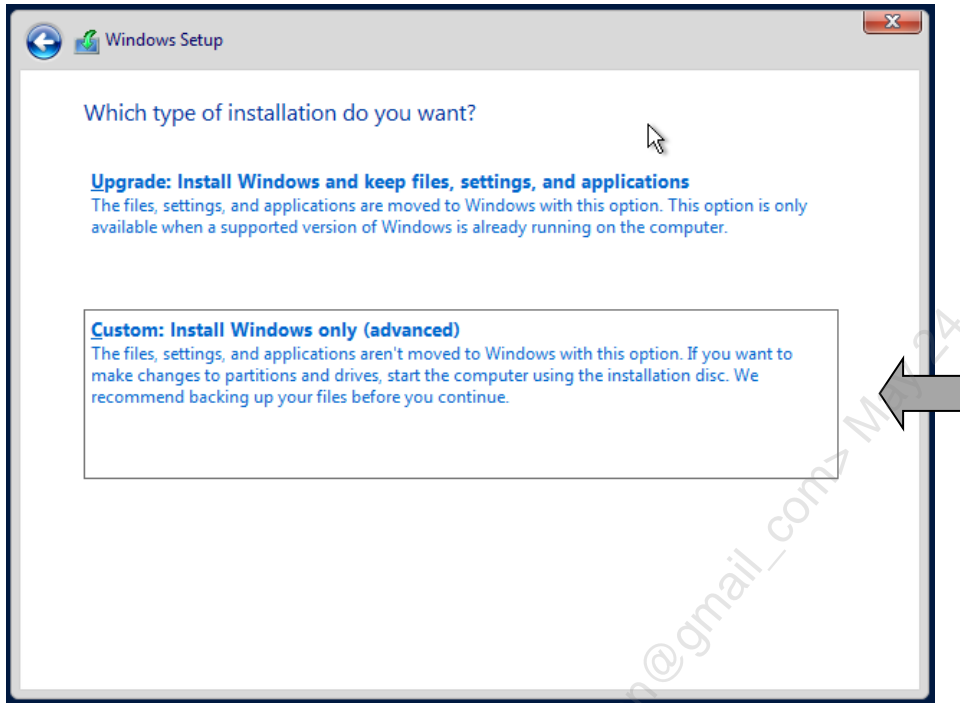 Windows Setup
Which type of installation do you want?
Upgrade: Install Windows and keep files, settings, and applications
The files, settings, and applications are moved to Windows with this option. This option is only
available when a supported version of Windows is already running on the computer.
Custom: Install Windows only (advanced)
The files, settings, and applications aren't moved to Windows with this option. If you want to
make changes to partitions and drives, start the computer using the installation disc. We
recommend backing up your files before you continue.
n@gmail_com> May 24